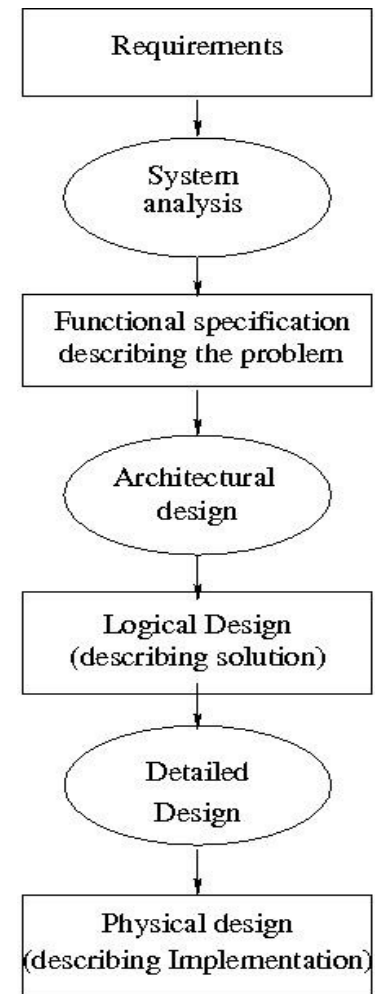 Requirements
System
analysis
Functional specification
describing the problem
Architectural
design
Logical Design
(describing solution)
Detailed
Design
Physical design
(describing Implementation)